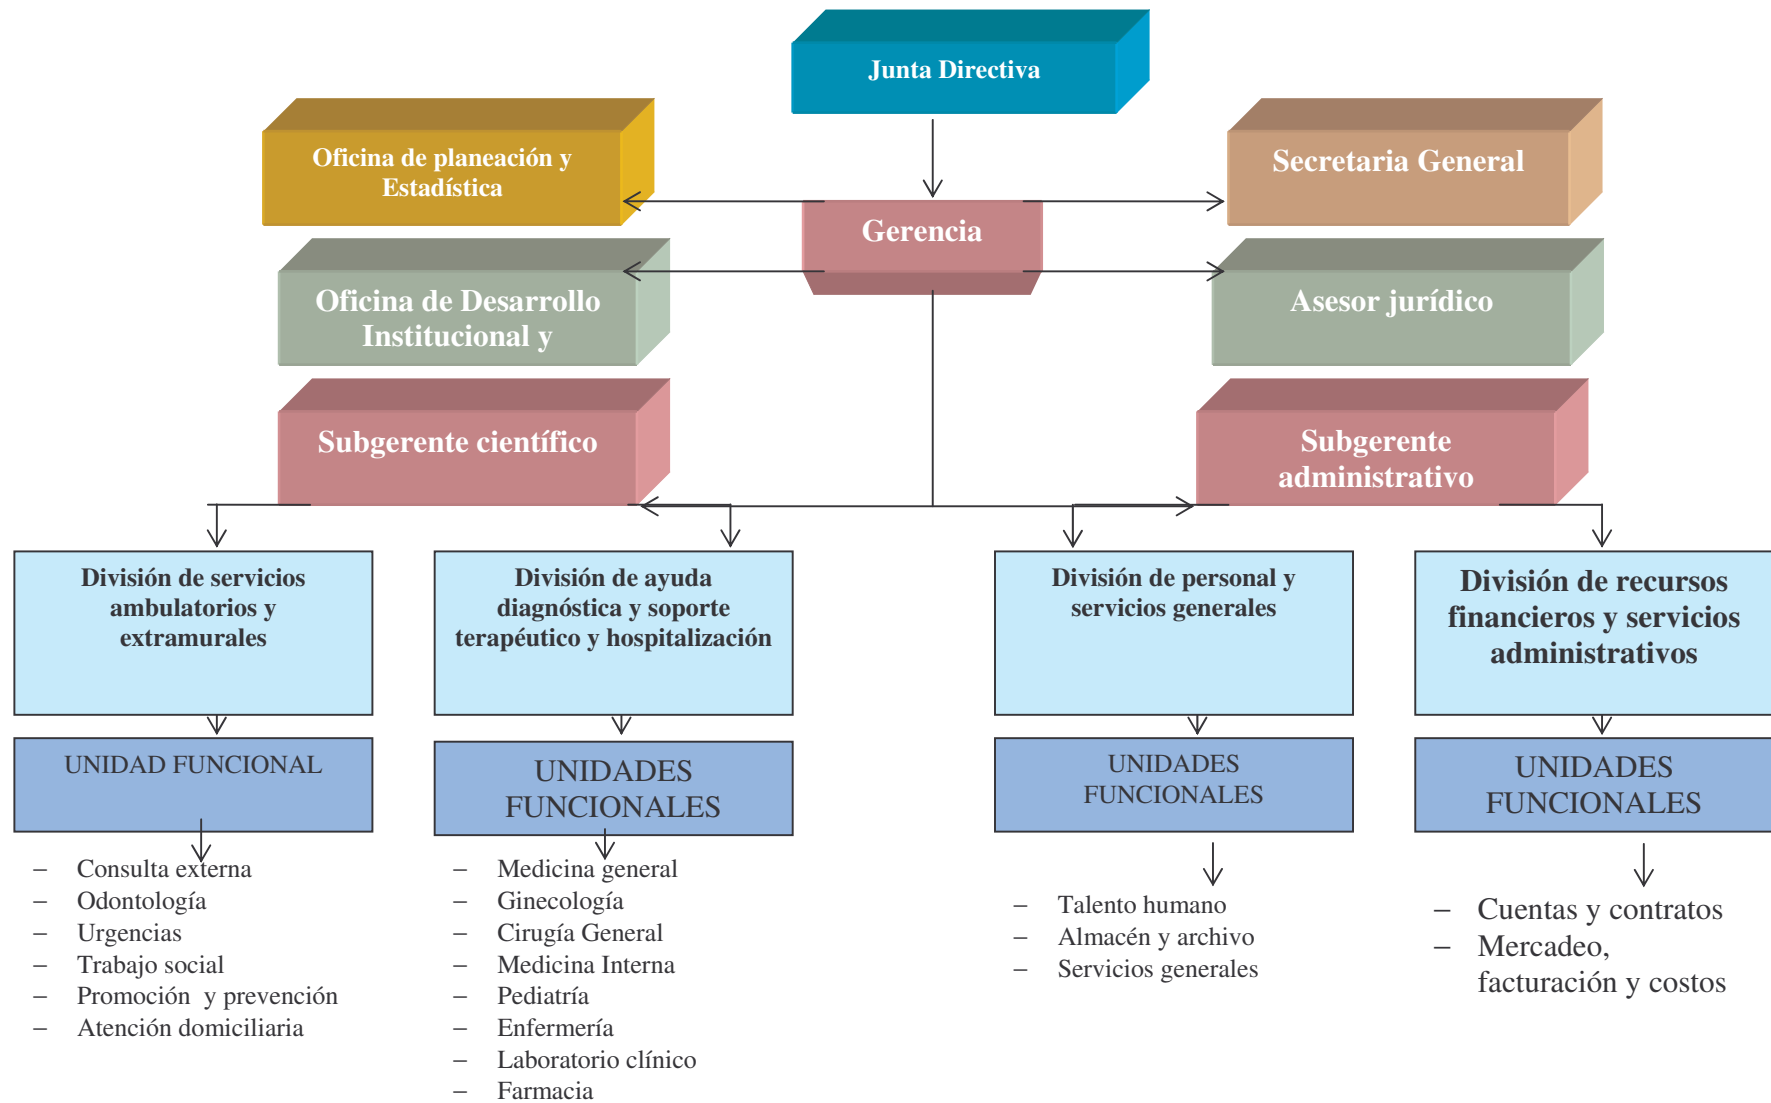 Junta Directiva
Oficina de planeación y
Estadística
Secretaria General
Gerencia
Oficina de Desarrollo
Institucional y
Asesor jurídico
Subgerente científico
Subgerente
administrativo
División de servicios
ambulatorios y
extramurales
División de ayuda
diagnóstica y soporte
terapéutico y hospitalización
División de personal y
servicios generales
División de recursos
financieros y servicios
administrativos
UNIDAD FUNCIONAL
UNIDADES
FUNCIONALES
UNIDADES
FUNCIONALES
UNIDADES
FUNCIONALES
– Consulta externa
– Odontología
– Urgencias
– Trabajo social
– Promoción y prevención
– Atención domiciliaria
– Medicina general
– Ginecología
– Cirugía General
– Medicina Interna
– Pediatría
– Enfermería
– Laboratorio clínico
– Farmacia
– Talento humano
– Almacén y archivo
– Servicios generales
– Cuentas y contratos
– Mercadeo,
facturación y costos